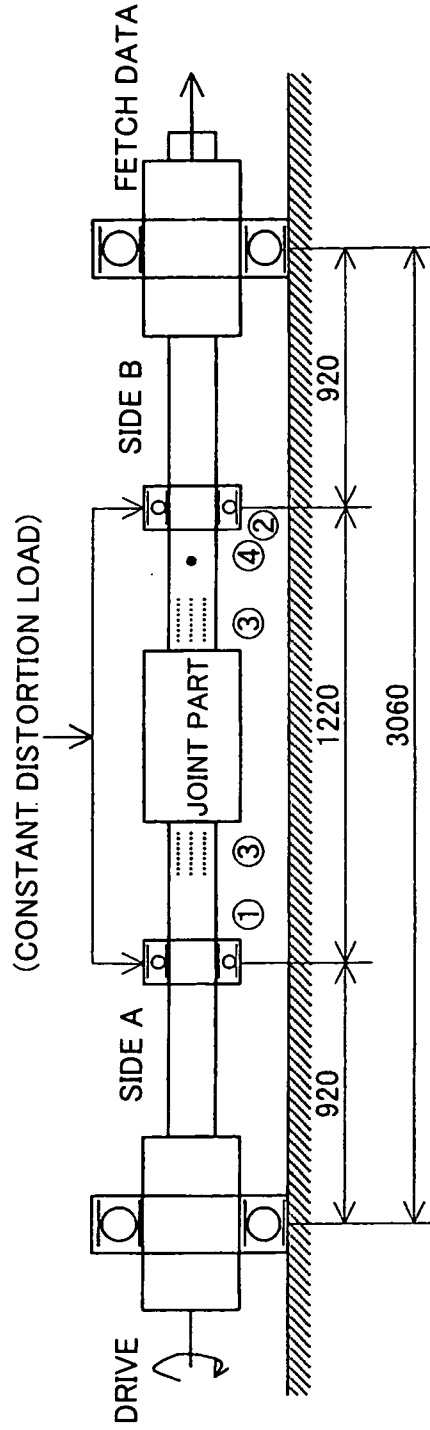 (CONSTANT DISTORTION LOAD)
DRIVE
SIDE A
SIDE B
FETCH DATA
JOINT PART
① ③ ③ ④ ②
920
1220
920
3060